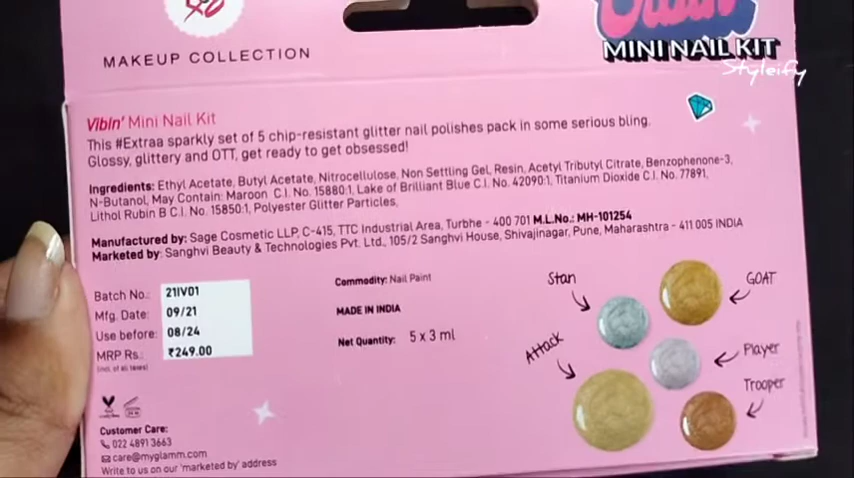 XO
MAKEUP COLLECTION
Vibin'
MINI NAIL KIT
Styleify
Vibin' Mini Nail Kit
This #Extraa sparkly set of 5 chip-resistant glitter nail polishes pack in some serious bling.
Glossy, glittery and OTT, get ready to get obsessed!
Ingredients: Ethyl Acetate, Butyl Acetate, Nitrocellulose, Non Settling Gel, Resin, Acetyl Tributyl Citrate, Benzophenone-3,
N-Butanol, May Contain: Maroon C.I. No. 15880:1, Lake of Brilliant Blue C.I. No. 42090:1, Titanium Dioxide C.I. No. 77891,
Lithol Rubin B C.I. No. 15850:1, Polyester Glitter Particles,
Manufactured by: Sage Cosmetic LLP, C-415, TTC Industrial Area, Turbhe - 400 701 M.L.No.: MH-101254
Marketed by: Sanghvi Beauty & Technologies Pvt. Ltd., 105/2 Sanghvi House, Shivajinagar, Pune, Maharashtra - 411 005 INDIA
Batch No.: 21IV01
Mfg. Date: 09/21
Use before: 08/24
MRP Rs.: ₹249.00
(incl. of all taxes)
Commodity: Nail Paint
MADE IN INDIA
Net Quantity: 5 x 3 ml
Stan
GOAT
Attack
Player
Trooper
Customer Care:
022 4891 3663
care@myglamm.com
Write to us on our 'marketed by' address